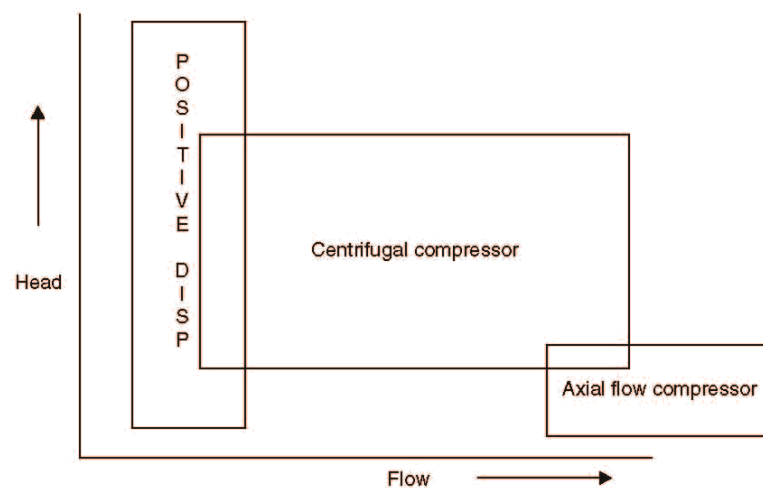 POSITIVE DISP
Centrifugal compressor
Head
Axial flow compressor
Flow